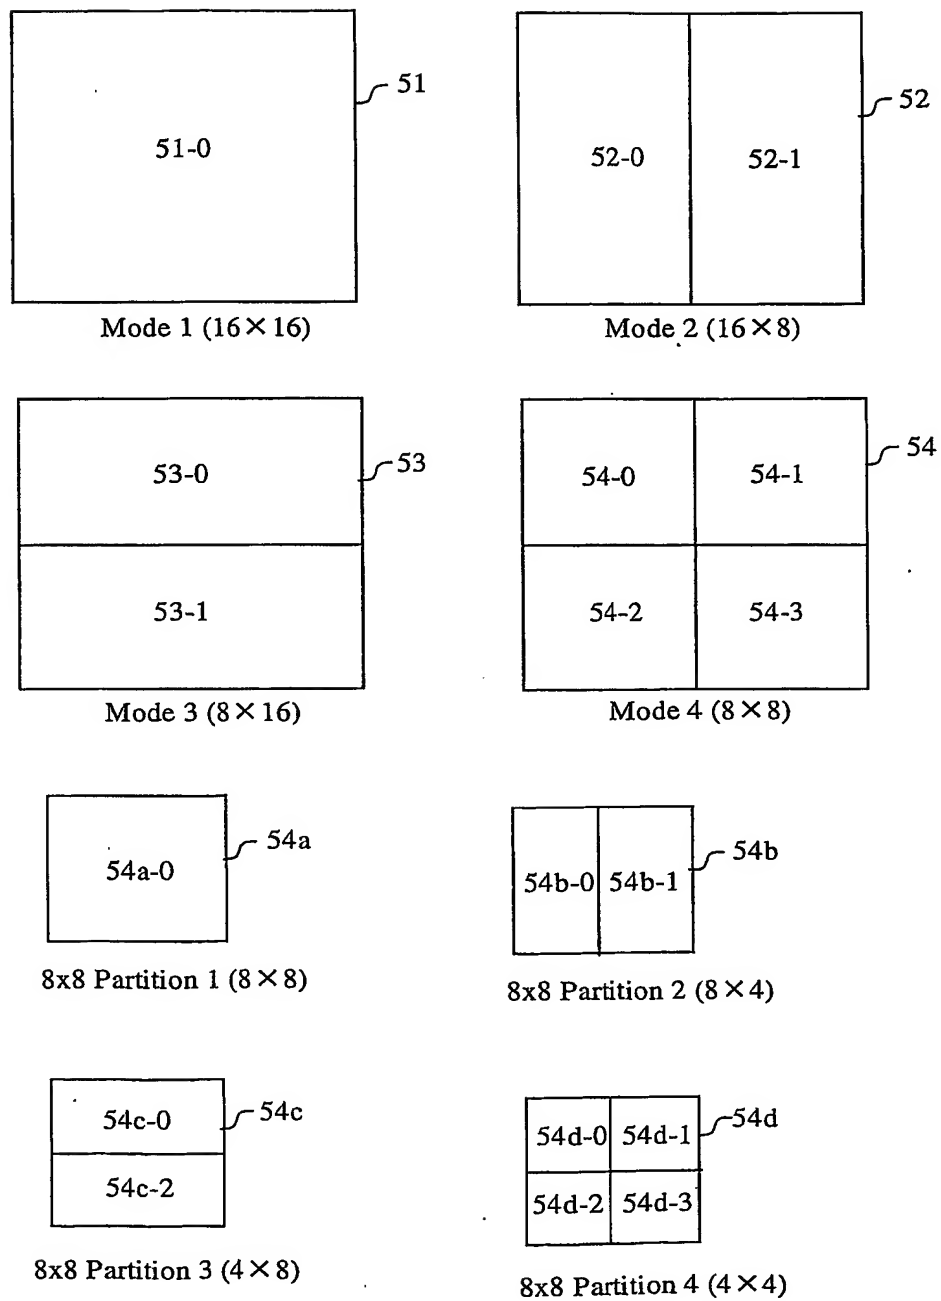 51
51-0
Mode 1 (16×16)
52
52-0
52-1
Mode 2 (16×8)
53
53-0
53-1
Mode 3 (8×16)
54
54-0
54-1
54-2
54-3
Mode 4 (8×8)
54a
54a-0
8x8 Partition 1 (8×8)
54b
54b-0
54b-1
8x8 Partition 2 (8×4)
54c
54c-0
54c-2
8x8 Partition 3 (4×8)
54d
54d-0
54d-1
54d-2
54d-3
8x8 Partition 4 (4×4)